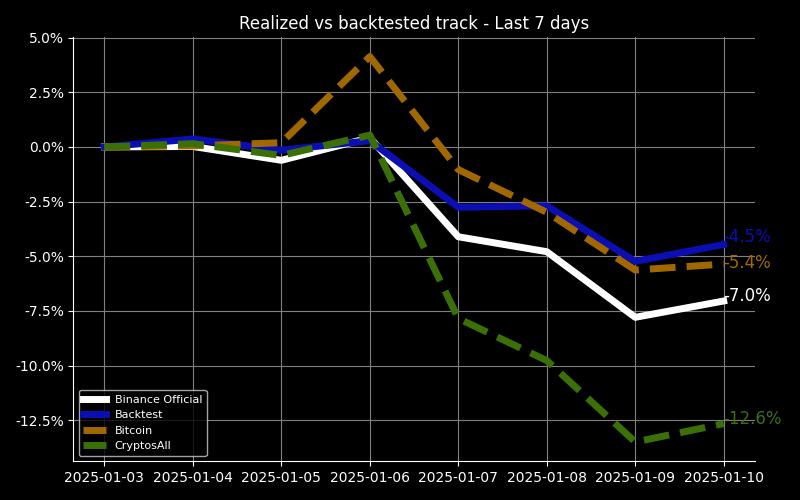 Realized vs backtested track - Last 7 days
5.0%
2.5%
0.0%
-2.5%
-5.0%
-7.5%
-10.0%
-12.5%
-4.5%
-5.4%
-7.0%
-12.6%
Binance Official
Backtest
Bitcoin
CryptosAll
2025-01-03 2025-01-04 2025-01-05 2025-01-06 2025-01-07 2025-01-08 2025-01-09 2025-01-10